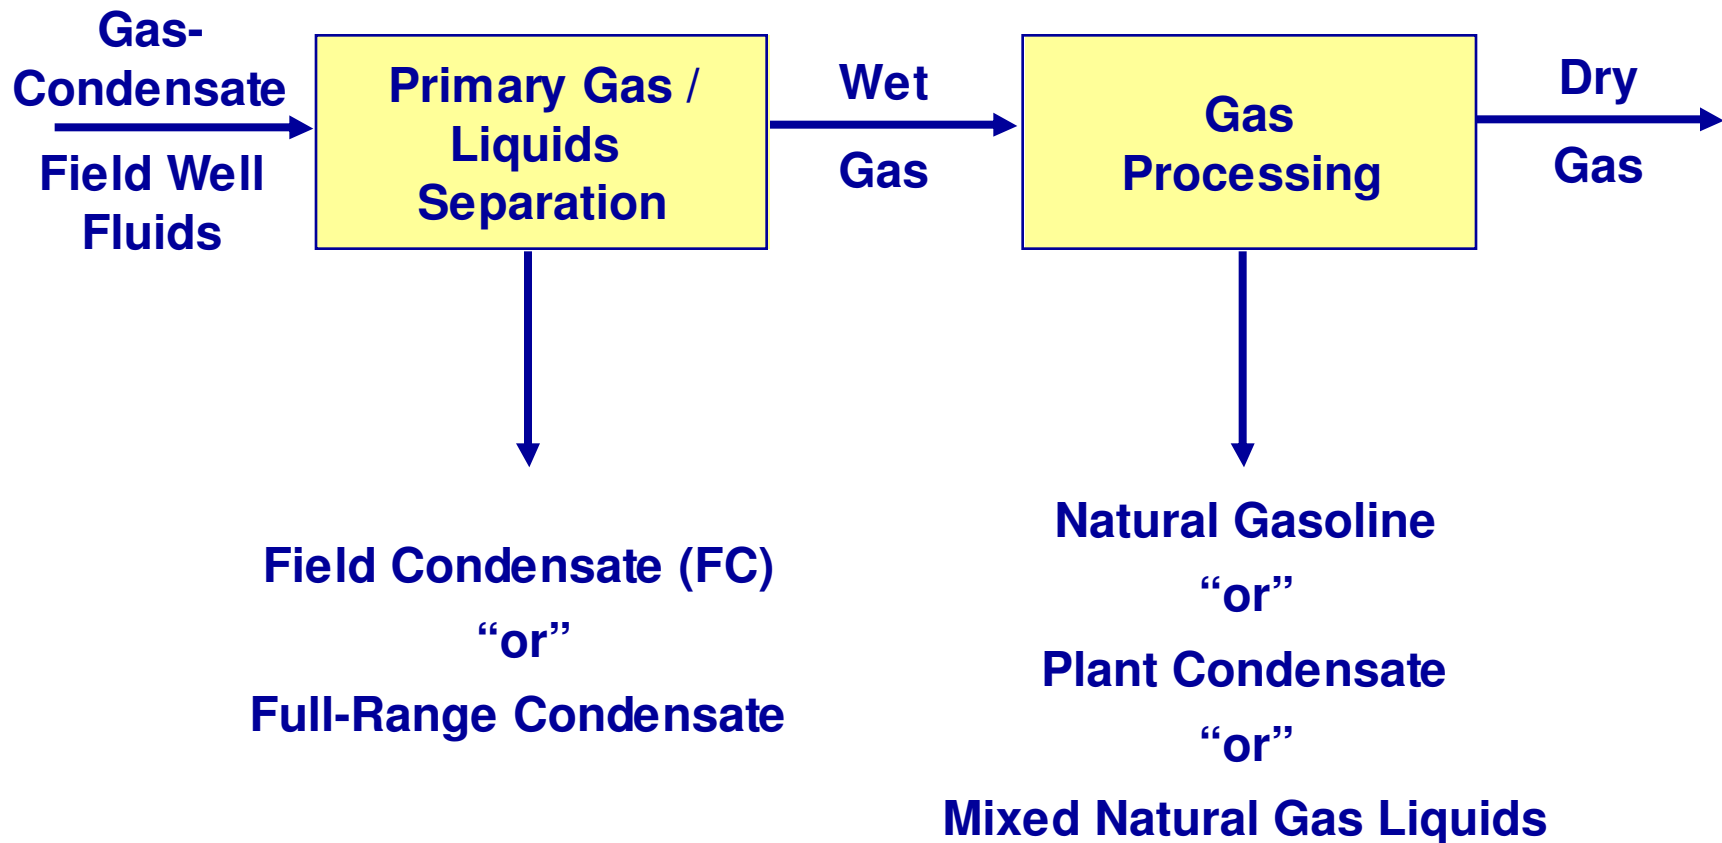 Gas-
Condensate
Field Well
Fluids
Primary Gas /
Liquids
Separation
Wet
Gas
Gas
Processing
Dry
Gas
Field Condensate (FC)
“or”
Full-Range Condensate
Natural Gasoline
“or”
Plant Condensate
“or”
Mixed Natural Gas Liquids